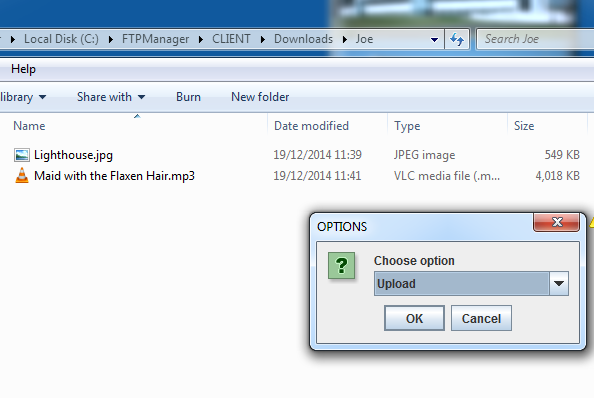 Local Disk (C:) FTPManager CLIENT Downloads Joe Search Joe
Help
library Share with Burn New folder
Name Date modified Type Size
Lighthouse.jpg 19/12/2014 11:39 JPEG image 549 KB
Maid with the Flaxen Hair.mp3 19/12/2014 11:41 VLC media file (.m... 4,018 KB
OPTIONS
?
Choose option
Upload
OK Cancel